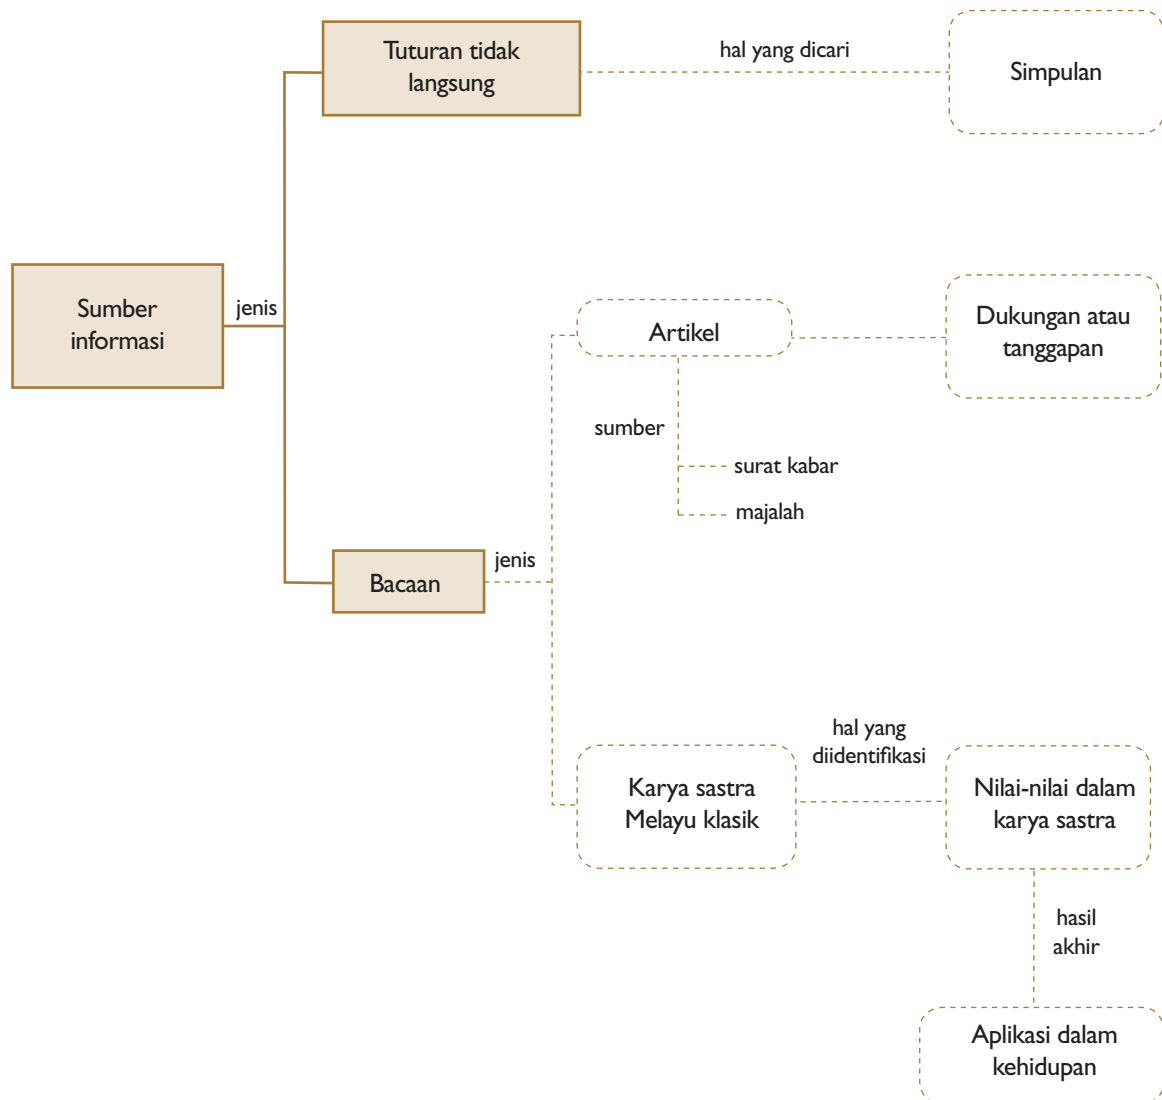 Tuturan tidak
langsung
hal yang dicari
Simpulan
Sumber
informasi
jenis
Artikel
Dukungan atau
tanggapan
sumber
surat kabar
majalah
Bacaan
jenis
Karya sastra
Melayu klasik
hal yang
diidentifikasi
Nilai-nilai dalam
karya sastra
hasil
akhir
Aplikasi dalam
kehidupan